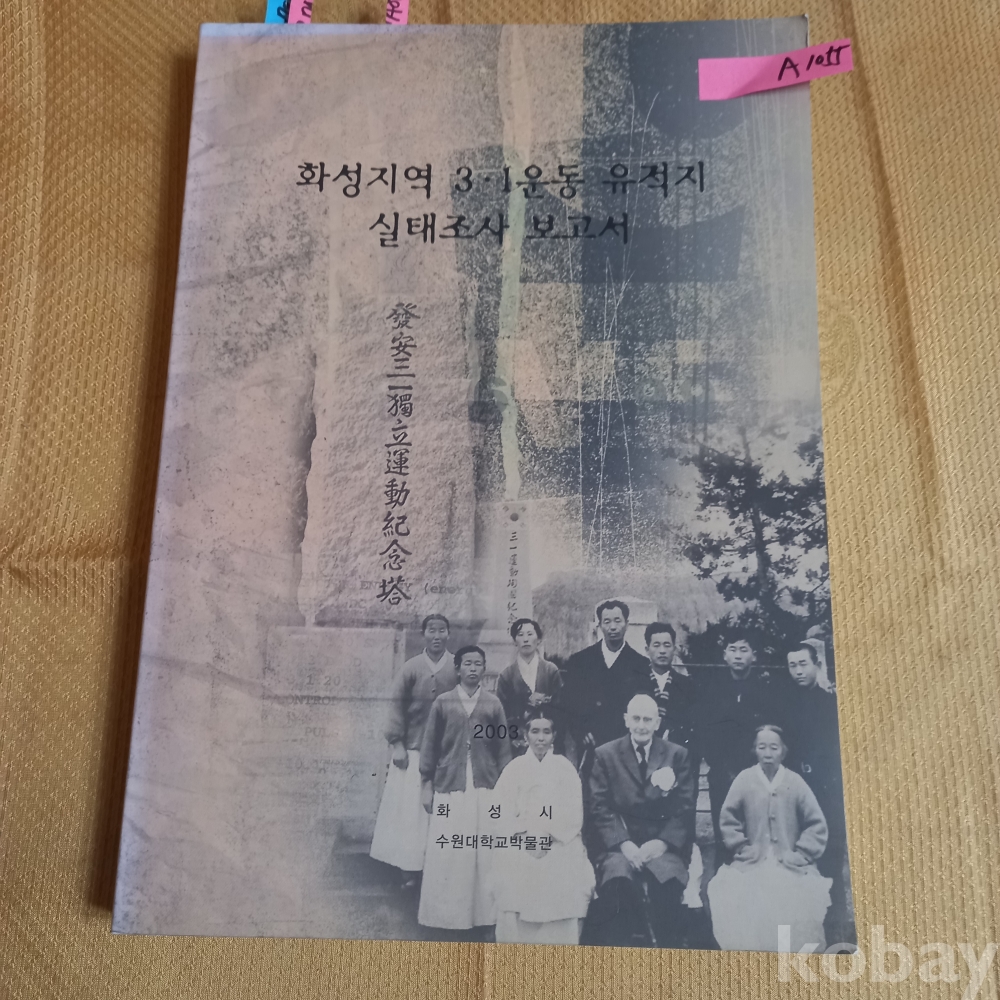 A1055
화성지역 3·1운동 유적지
실태조사 보고서
發安三一獨立運動紀念塔
2003
화 성 시
수원대학교박물관
kobay